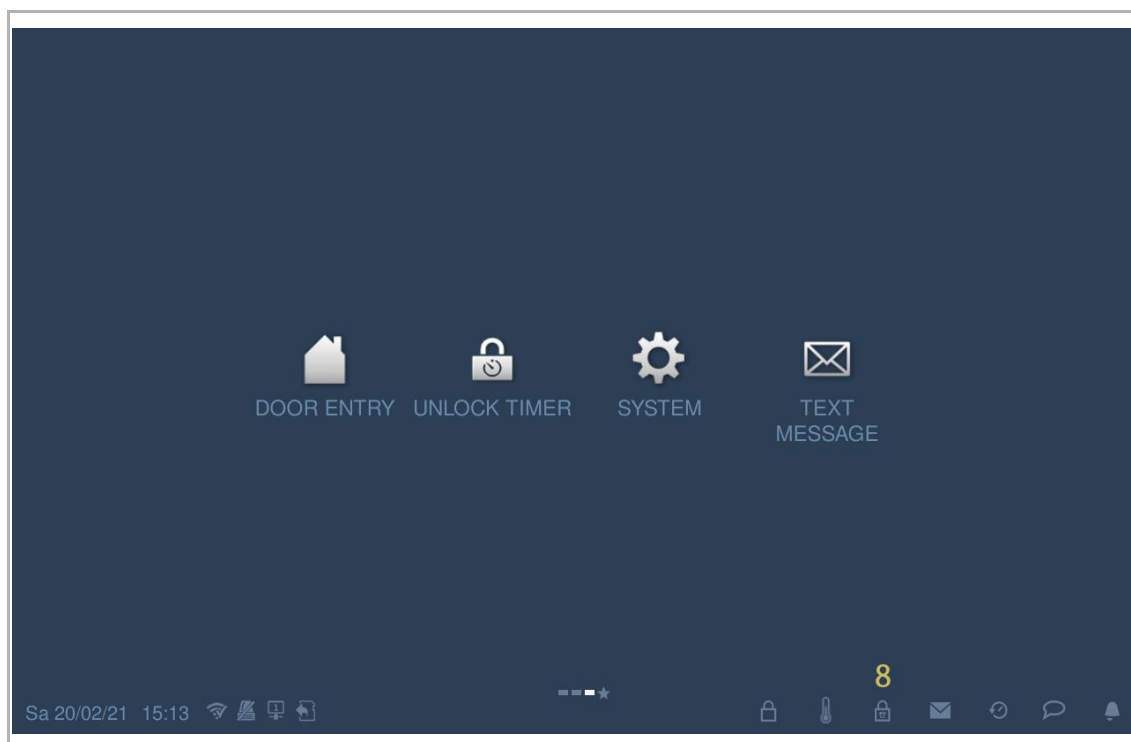 DOOR ENTRY
UNLOCK TIMER
SYSTEM
TEXT
MESSAGE
8
Sa 20/02/21 15:13